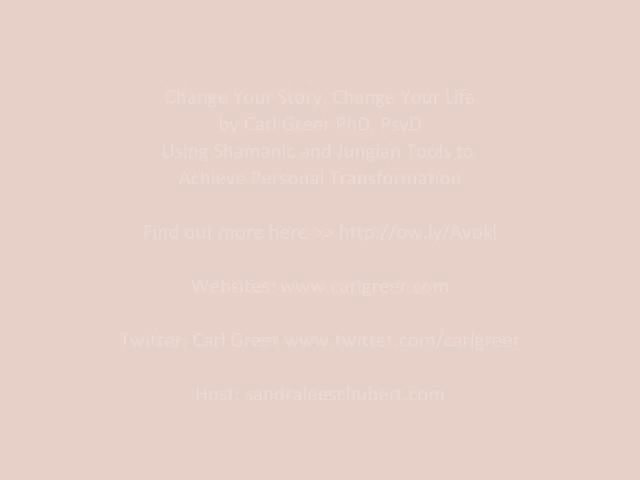 Change Your Story, Change Your Life
by Carl Greer PhD, PsyD
Using Shamanic and Jungian Tools to
Achieve Personal Transformation
Find out more here >> http://ow.ly/Avoki
Websites: www.carlgreer.com
Twitter: Carl Green www.twitter.com/carlgreer
Host: sandraleeschubert.com